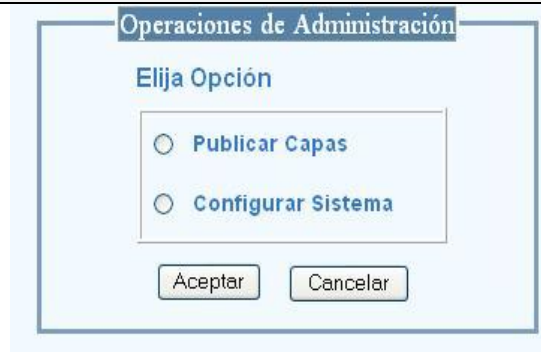 Operaciones de Administración
Elija Opción
Publicar Capas
Configurar Sistema
Aceptar Cancelar